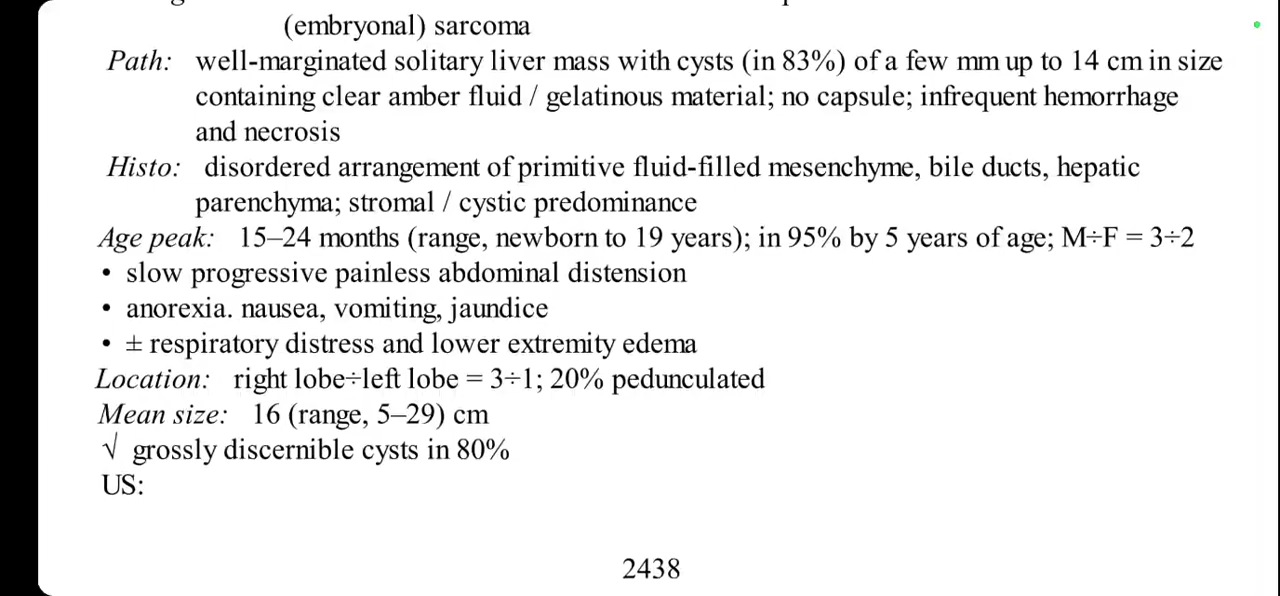 (embryonal) sarcoma
Path: well-marginated solitary liver mass with cysts (in 83%) of a few mm up to 14 cm in size
containing clear amber fluid / gelatinous material; no capsule; infrequent hemorrhage
and necrosis
Histo: disordered arrangement of primitive fluid-filled mesenchyme, bile ducts, hepatic
parenchyma; stromal / cystic predominance
Age peak: 15–24 months (range, newborn to 19 years); in 95% by 5 years of age; M÷F = 3÷2
• slow progressive painless abdominal distension
• anorexia. nausea, vomiting, jaundice
• ± respiratory distress and lower extremity edema
Location: right lobe÷left lobe = 3÷1; 20% pedunculated
Mean size: 16 (range, 5–29) cm
√ grossly discernible cysts in 80%
US:
2438